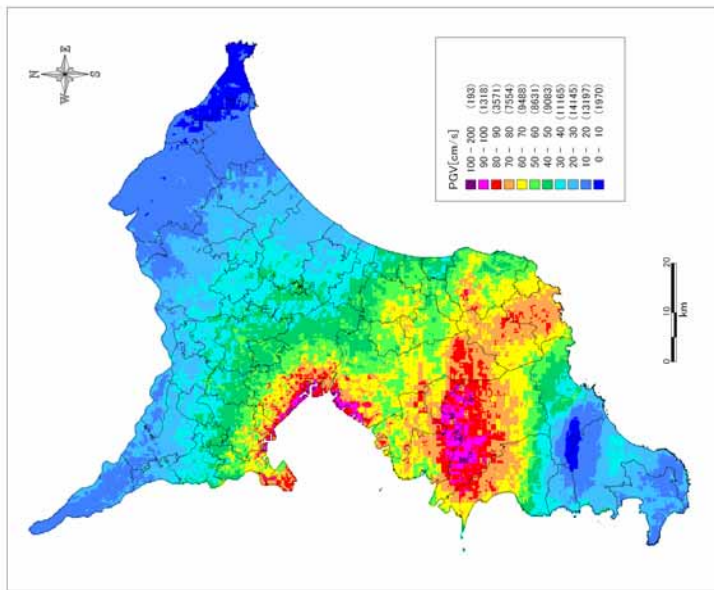 N
W E
S
PGV[cm/s]
100 - 200 (193)
90 - 100 (1318)
80 - 90 (3571)
70 - 80 (7554)
60 - 70 (9488)
50 - 60 (8631)
40 - 50 (9083)
30 - 40 (11165)
20 - 30 (14145)
10 - 20 (13197)
0 - 10 (1970)
0 10 20
km